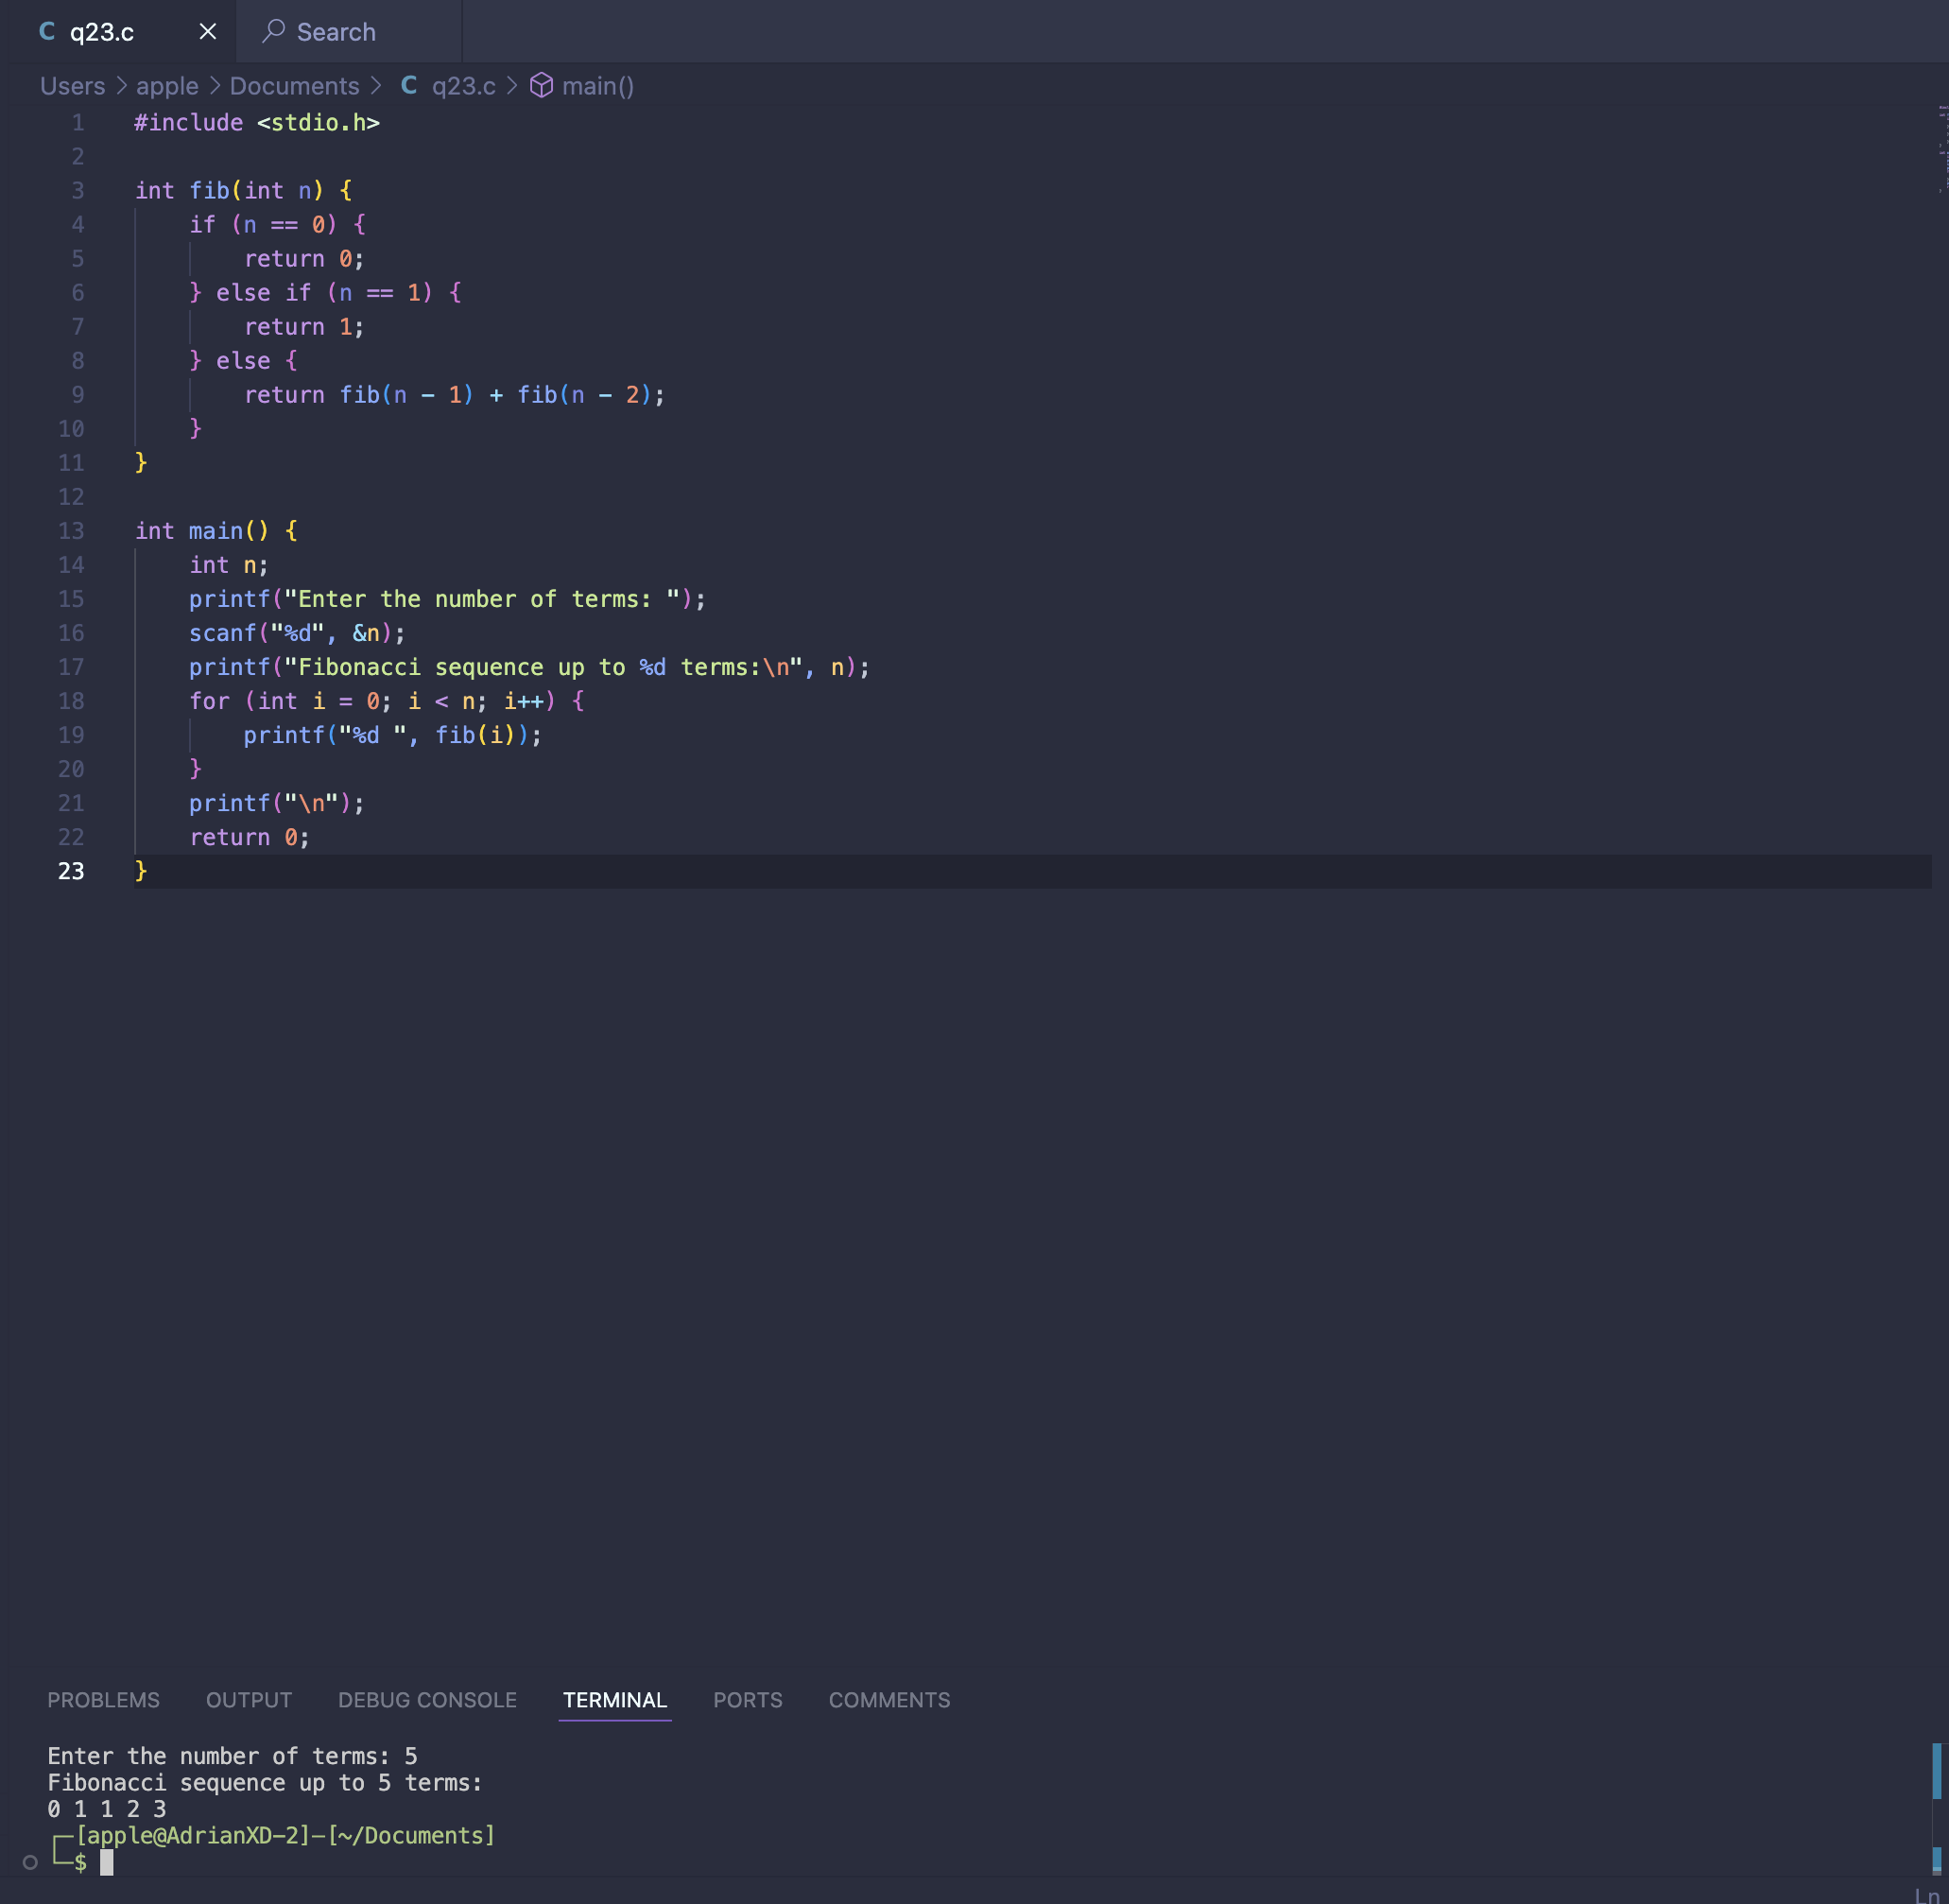 C q23.c × Search
Users > apple > Documents > C q23.c > main()
1 #include <stdio.h>
2
3 int fib(int n) {
4     if (n == 0) {
5         return 0;
6     } else if (n == 1) {
7         return 1;
8     } else {
9         return fib(n - 1) + fib(n - 2);
10     }
11 }
12
13 int main() {
14     int n;
15     printf("Enter the number of terms: ");
16     scanf("%d", &n);
17     printf("Fibonacci sequence up to %d terms:\n", n);
18     for (int i = 0; i < n; i++) {
19         printf("%d ", fib(i));
20     }
21     printf("\n");
22     return 0;
23 }
PROBLEMS OUTPUT DEBUG CONSOLE TERMINAL PORTS COMMENTS
Enter the number of terms: 5
Fibonacci sequence up to 5 terms:
0 1 1 2 3
┌─[apple@AdrianXD-2]-[~/Documents]
└─$
Ln